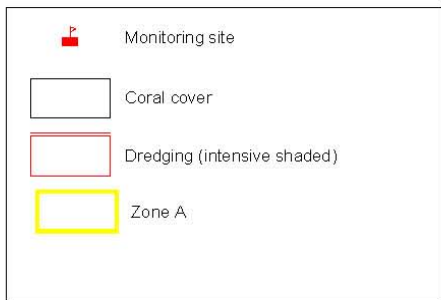 Monitoring site
Coral cover
Dredging (intensive shaded)
Zone A